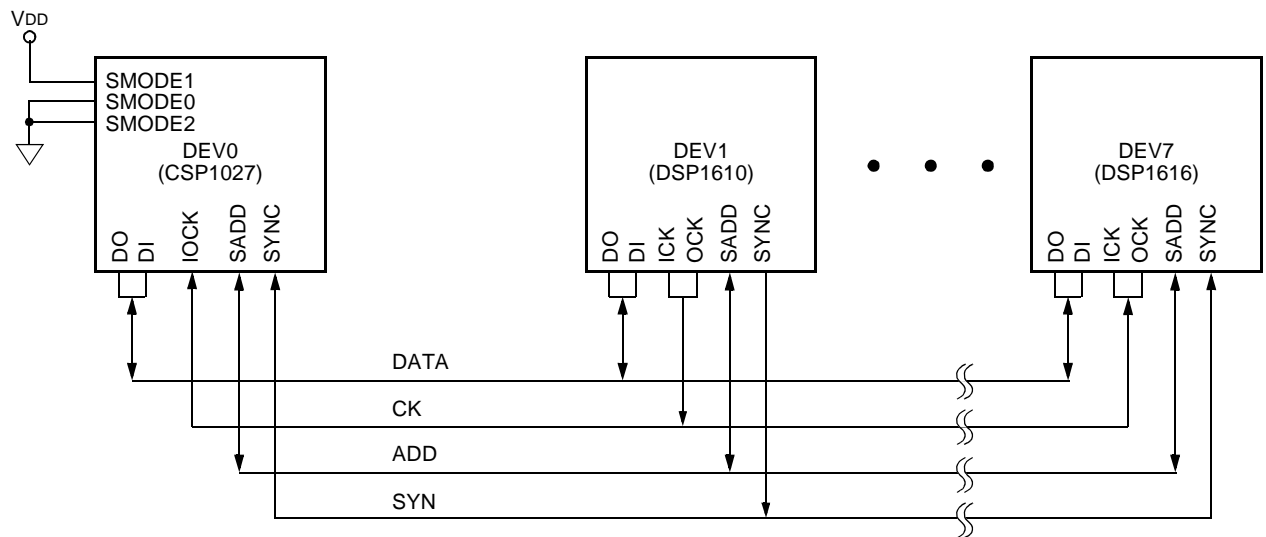 VDD
SMODE1
SMODE0
SMODE2
DEV0
(CSP1027)
DO
DI
IOCK
SADD
SYNC
DEV1
(DSP1610)
DO
DI
ICK
OCK
SADD
SYNC
DEV7
(DSP1616)
DO
DI
ICK
OCK
SADD
SYNC
DATA
CK
ADD
SYN